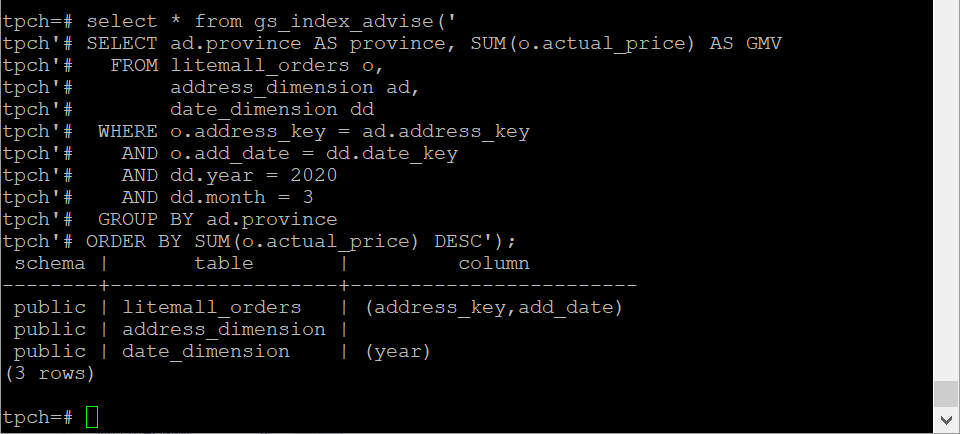 tpch=# select * from gs_index_advise('
tpch'# SELECT ad.province AS province, SUM(o.actual_price) AS GMV
tpch'#   FROM litemall_orders o,
tpch'#        address_dimension ad,
tpch'#        date_dimension dd
tpch'#  WHERE o.address_key = ad.address_key
tpch'#    AND o.add_date = dd.date_key
tpch'#    AND dd.year = 2020
tpch'#    AND dd.month = 3
tpch'#  GROUP BY ad.province
tpch'# ORDER BY SUM(o.actual_price) DESC');
 schema |       table       |         column
--------+-------------------+------------------------
 public | litemall_orders   | (address_key,add_date)
 public | address_dimension |
 public | date_dimension    | (year)
(3 rows)
tpch=#